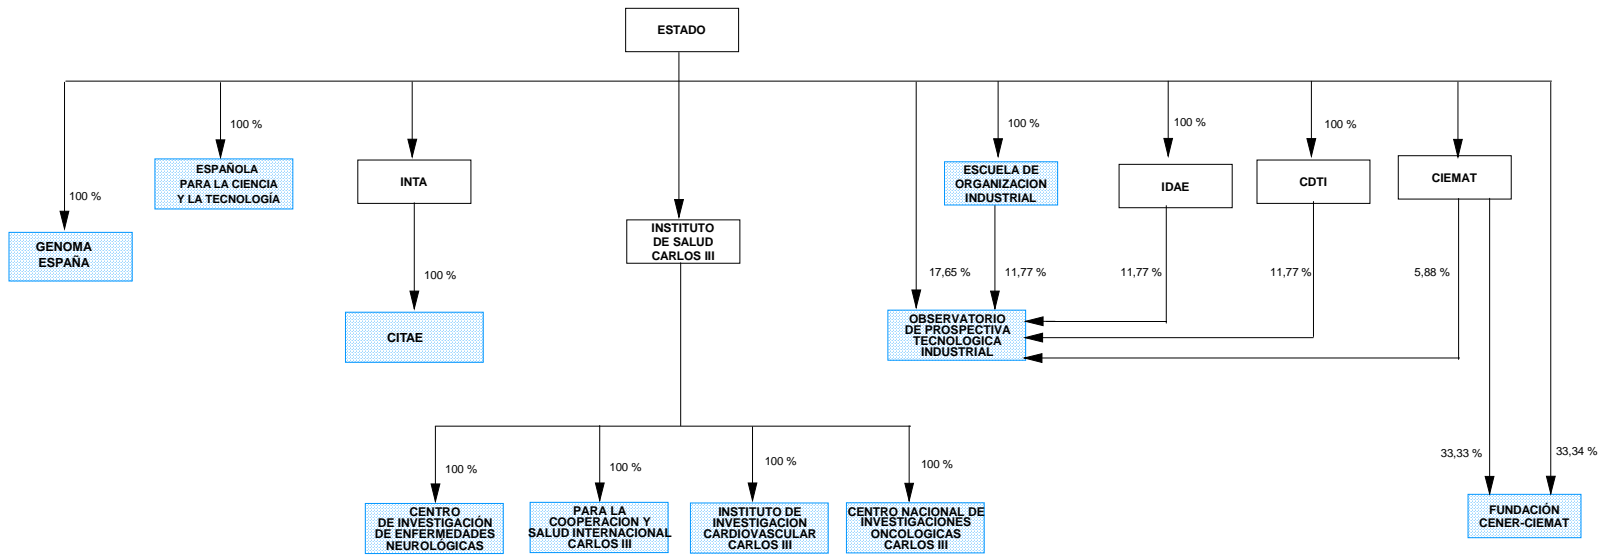 ESTADO
100 %
100 %
100 %
100 %
100 %
ESPAÑOLA
PARA LA CIENCIA
Y LA TECNOLOGÍA
INTA
ESCUELA DE
ORGANIZACION
INDUSTRIAL
IDAE
CDTI
CIEMAT
GENOMA
ESPAÑA
INSTITUTO
DE SALUD
CARLOS III
100 %
17,65 %
11,77 %
11,77 %
11,77 %
5,88 %
CITAE
OBSERVATORIO
DE PROSPECTIVA
TECNOLOGICA
INDUSTRIAL
33,33 %
33,34 %
100 %
100 %
100 %
100 %
CENTRO
DE INVESTIGACIÓN
DE ENFERMEDADES
NEUROLÓGICAS
PARA LA
COOPERACION Y
SALUD INTERNACIONAL
CARLOS III
INSTITUTO DE
INVESTIGACION
CARDIOVASCULAR
CARLOS III
CENTRO NACIONAL DE
INVESTIGACIONES
ONCOLOGICAS
CARLOS III
FUNDACIÓN
CENER-CIEMAT